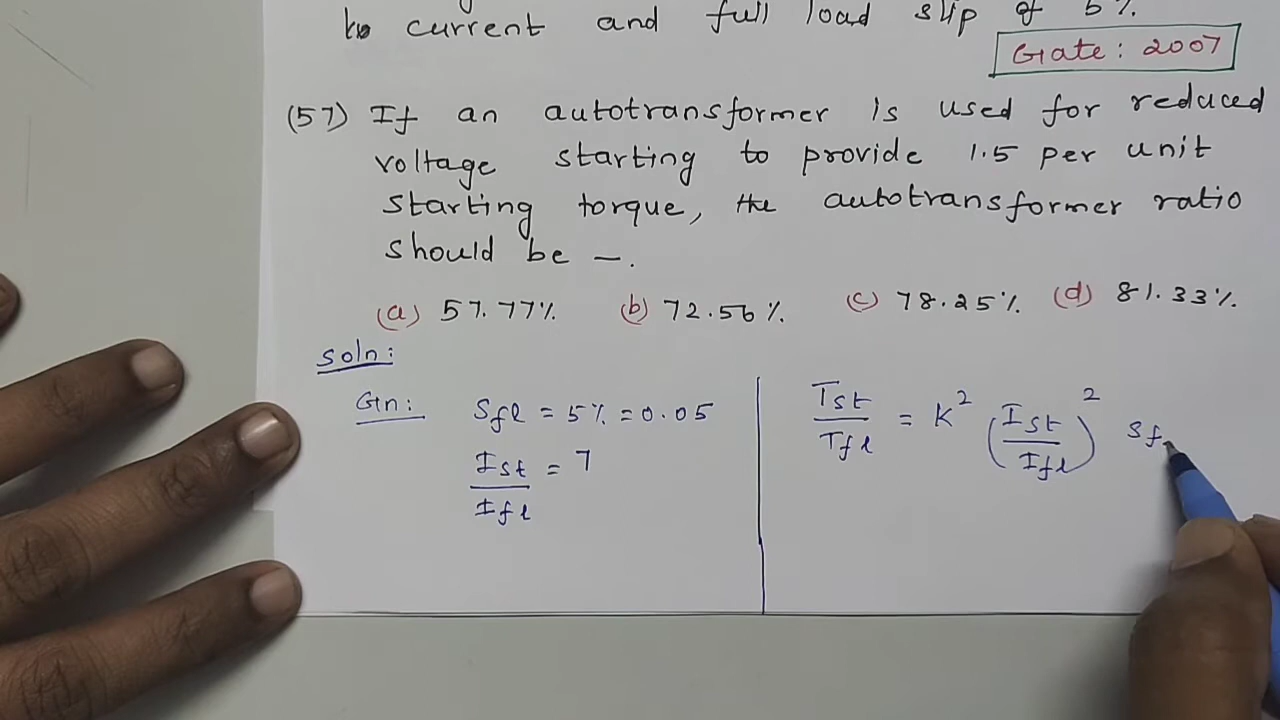 to current and full load slip of 5%.
Gate: 2007
(57) If an autotransformer is used for reduced
voltage starting to provide 1.5 per unit
starting torque, the autotransformer ratio
should be —.
(a) 57.77% (b) 72.56%. (c) 78.25%. (d) 81.33%.
Soln:
Gn: Sfl = 5% = 0.05
Ist/Ifl = 7
Tst/Tfl = K² (Ist/Ifl)² Sf